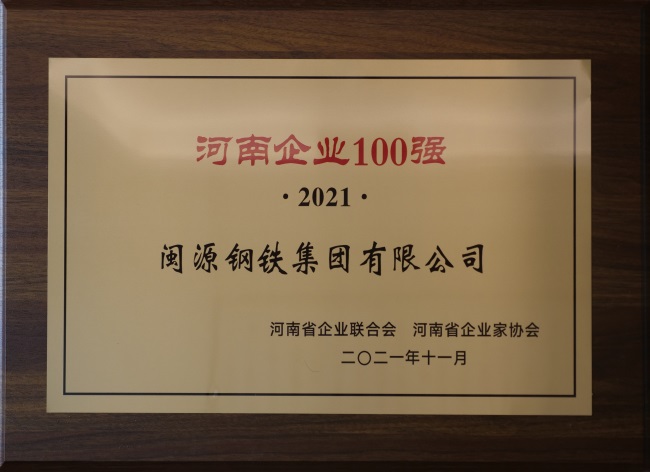 河南企业100强
·2021·
闽源钢铁集团有限公司
河南省企业联合会 河南省企业家协会
二〇二一年十一月